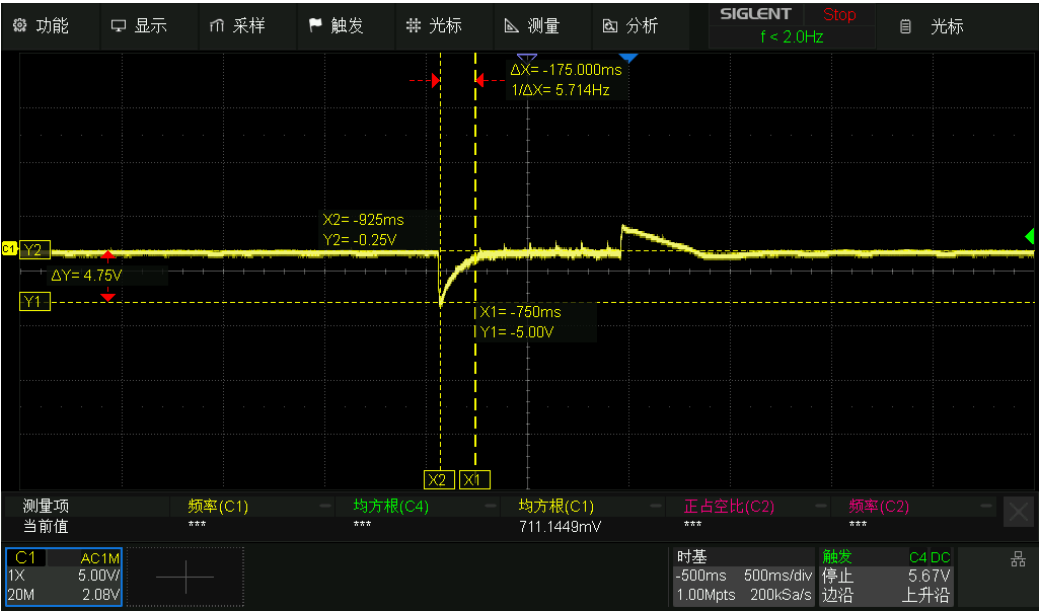 功能 显示 采样 触发 光标 测量 分析 SIGLENT Stop 光标
f < 2.0Hz
ΔX= -175.000ms
1/ΔX= 5.714Hz
X2= -925ms
Y2= -0.25V
C1 Y2
ΔY= 4.75V
Y1
X1= -750ms
Y1= -5.00V
X2 X1
测量项 频率(C1) 均方根(C4) 均方根(C1) 正占空比(C2) 频率(C2)
当前值 *** *** 711.1449mV *** ***
C1 AC1M 时基 触发 C4 DC
1X 5.00V/ -500ms 500ms/div 停止 5.67V
20M 2.08V 1.00Mpts 200kSa/s 边沿 上升沿